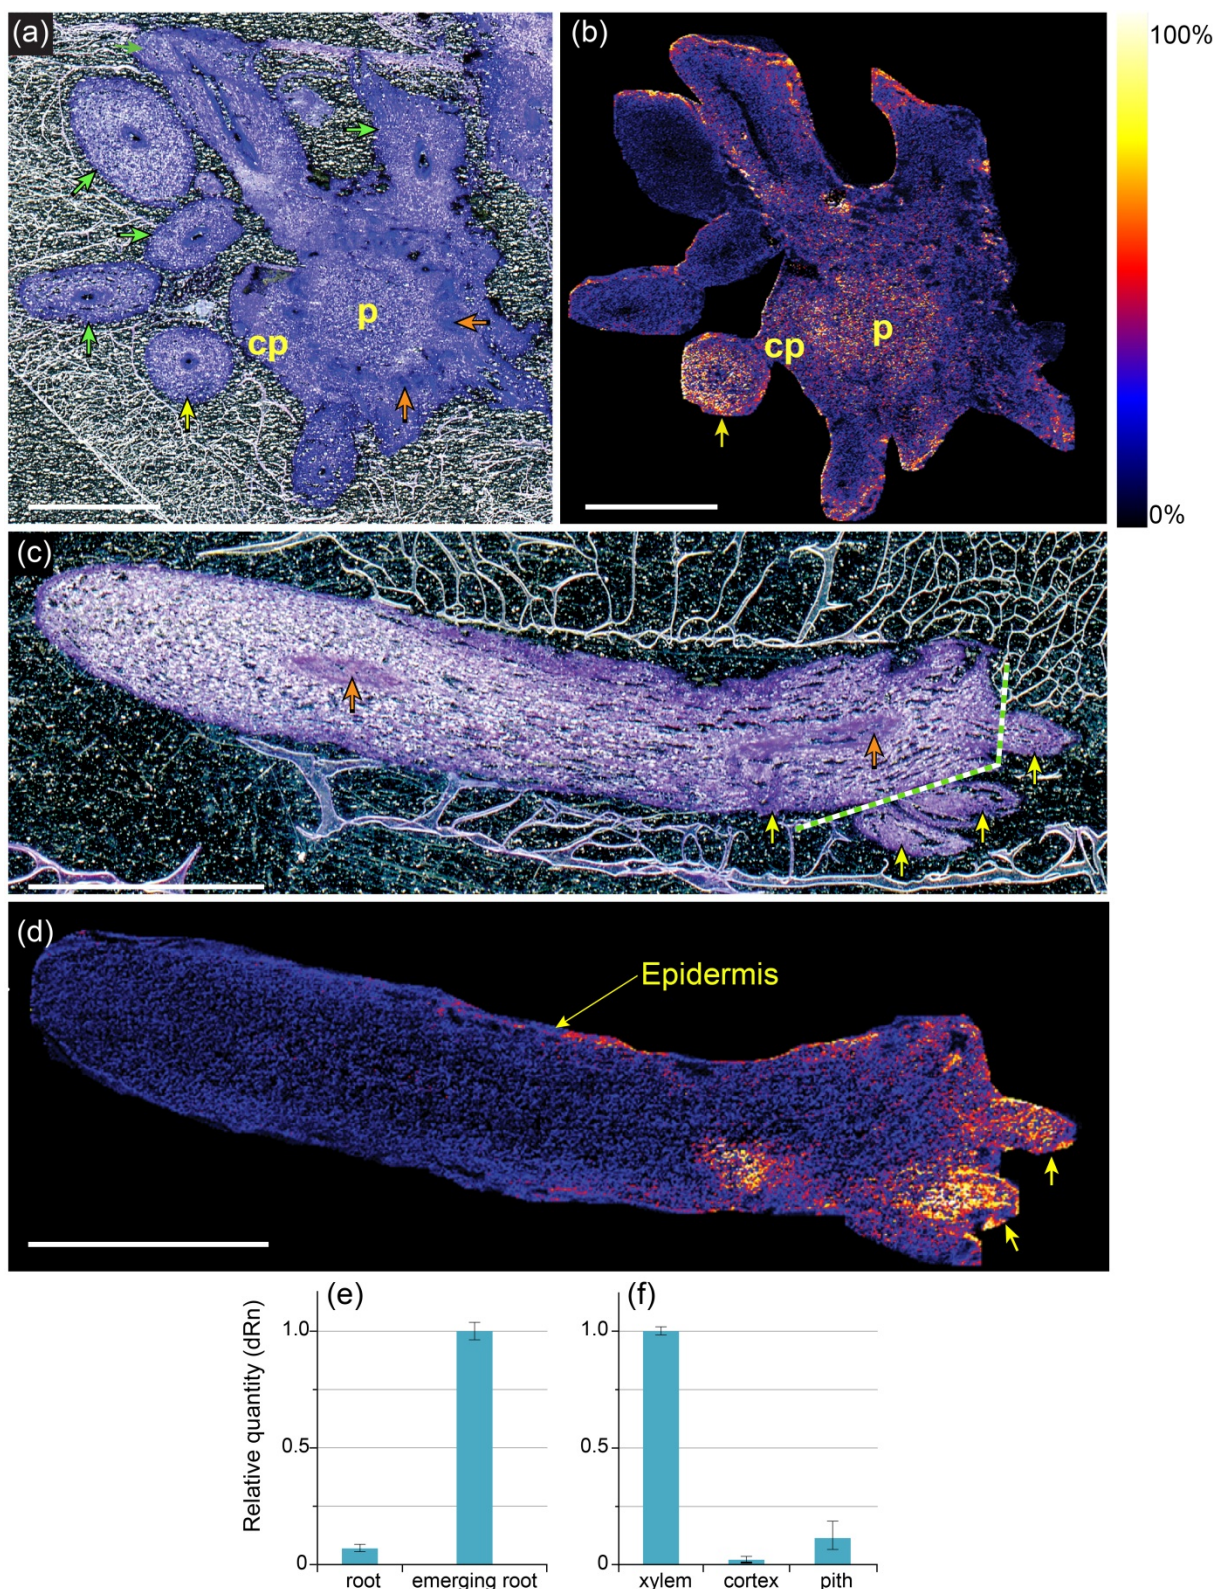 (a)
(b)
100%
p
cp
p
cp
0%
(c)
(d)
Epidermis
(e)
(f)
Relative quantity (dRn)
1.0
1.0
0.5
0.5
0
0
root
emerging root
xylem
cortex
pith